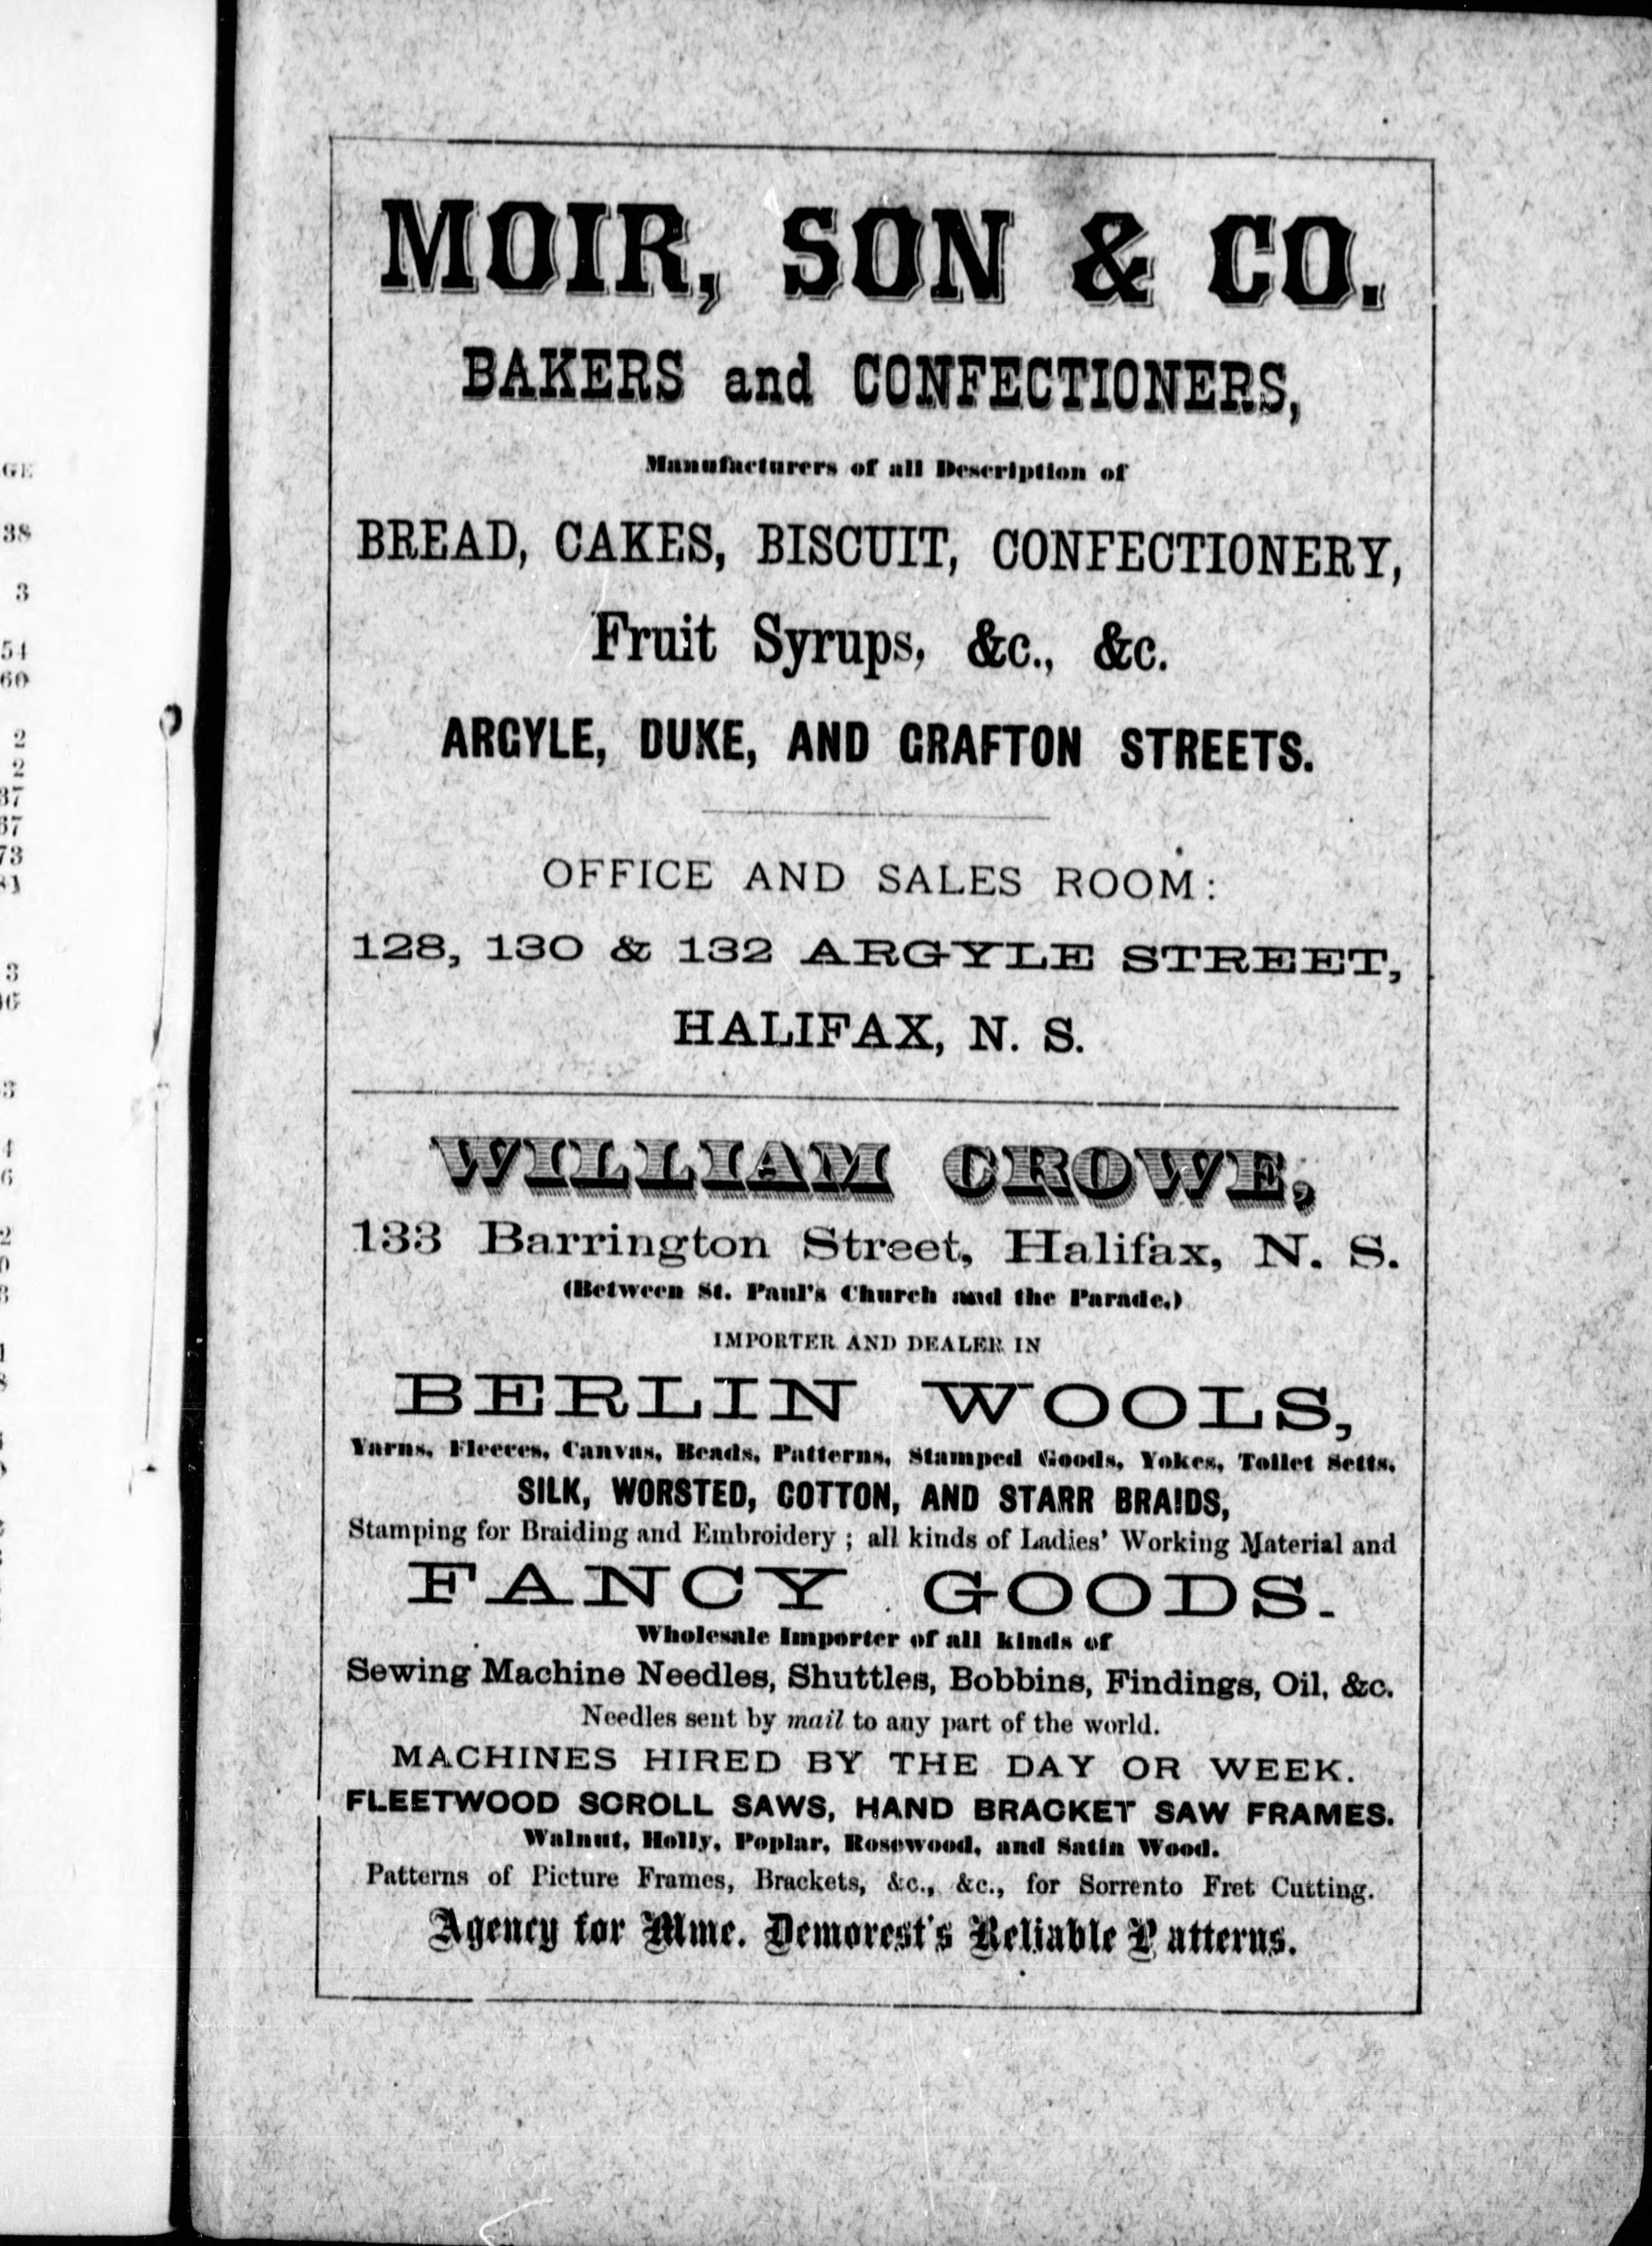 MOIR, SON & CO.
BAKERS and CONFECTIONERS,
Manufacturers of all Description of
BREAD, CAKES, BISCUIT, CONFECTIONERY,
Fruit Syrups, &c., &c.
ARGYLE, DUKE, AND GRAFTON STREETS.
OFFICE AND SALES ROOM:
128, 130 & 132 ARGYLE STREET,
HALIFAX, N. S.
WILLIAM CROWE,
133 Barrington Street, Halifax, N. S.
(Between St. Paul's Church and the Parade.)
IMPORTER AND DEALER IN
BERLIN WOOLS,
Yarns, Fleeces, Canvas, Beads, Patterns, Stamped Goods, Yokes, Toilet Setts,
SILK, WORSTED, COTTON, AND STARR BRAIDS,
Stamping for Braiding and Embroidery ; all kinds of Ladies' Working Material and
FANCY GOODS.
Wholesale Importer of all kinds of
Sewing Machine Needles, Shuttles, Bobbins, Findings, Oil, &c.
Needles sent by mail to any part of the world.
MACHINES HIRED BY THE DAY OR WEEK.
FLEETWOOD SCROLL SAWS, HAND BRACKET SAW FRAMES.
Walnut, Holly, Poplar, Rosewood, and Satin Wood.
Patterns of Picture Frames, Brackets, &c., &c., for Sorrento Fret Cutting.
Agency for Mme. Demorest's Reliable Patterns.